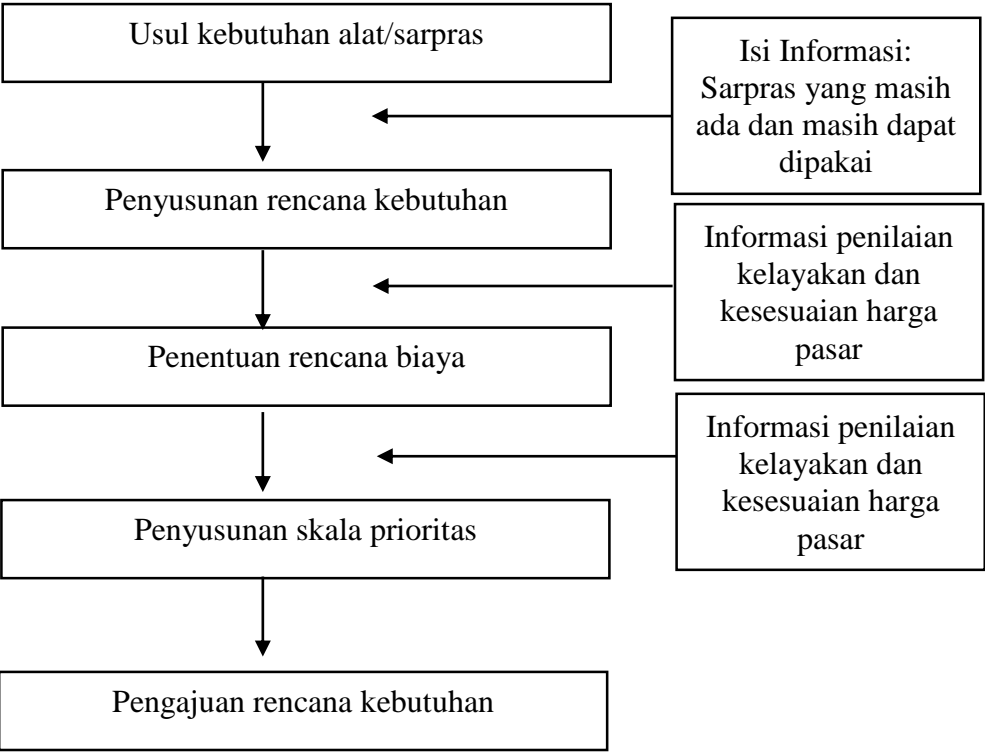 Usul kebutuhan alat/sarpras
Isi Informasi:
Sarpras yang masih
ada dan masih dapat
dipakai
Penyusunan rencana kebutuhan
Informasi penilaian
kelayakan dan
kesesuaian harga
pasar
Penentuan rencana biaya
Informasi penilaian
kelayakan dan
kesesuaian harga
pasar
Penyusunan skala prioritas
Pengajuan rencana kebutuhan